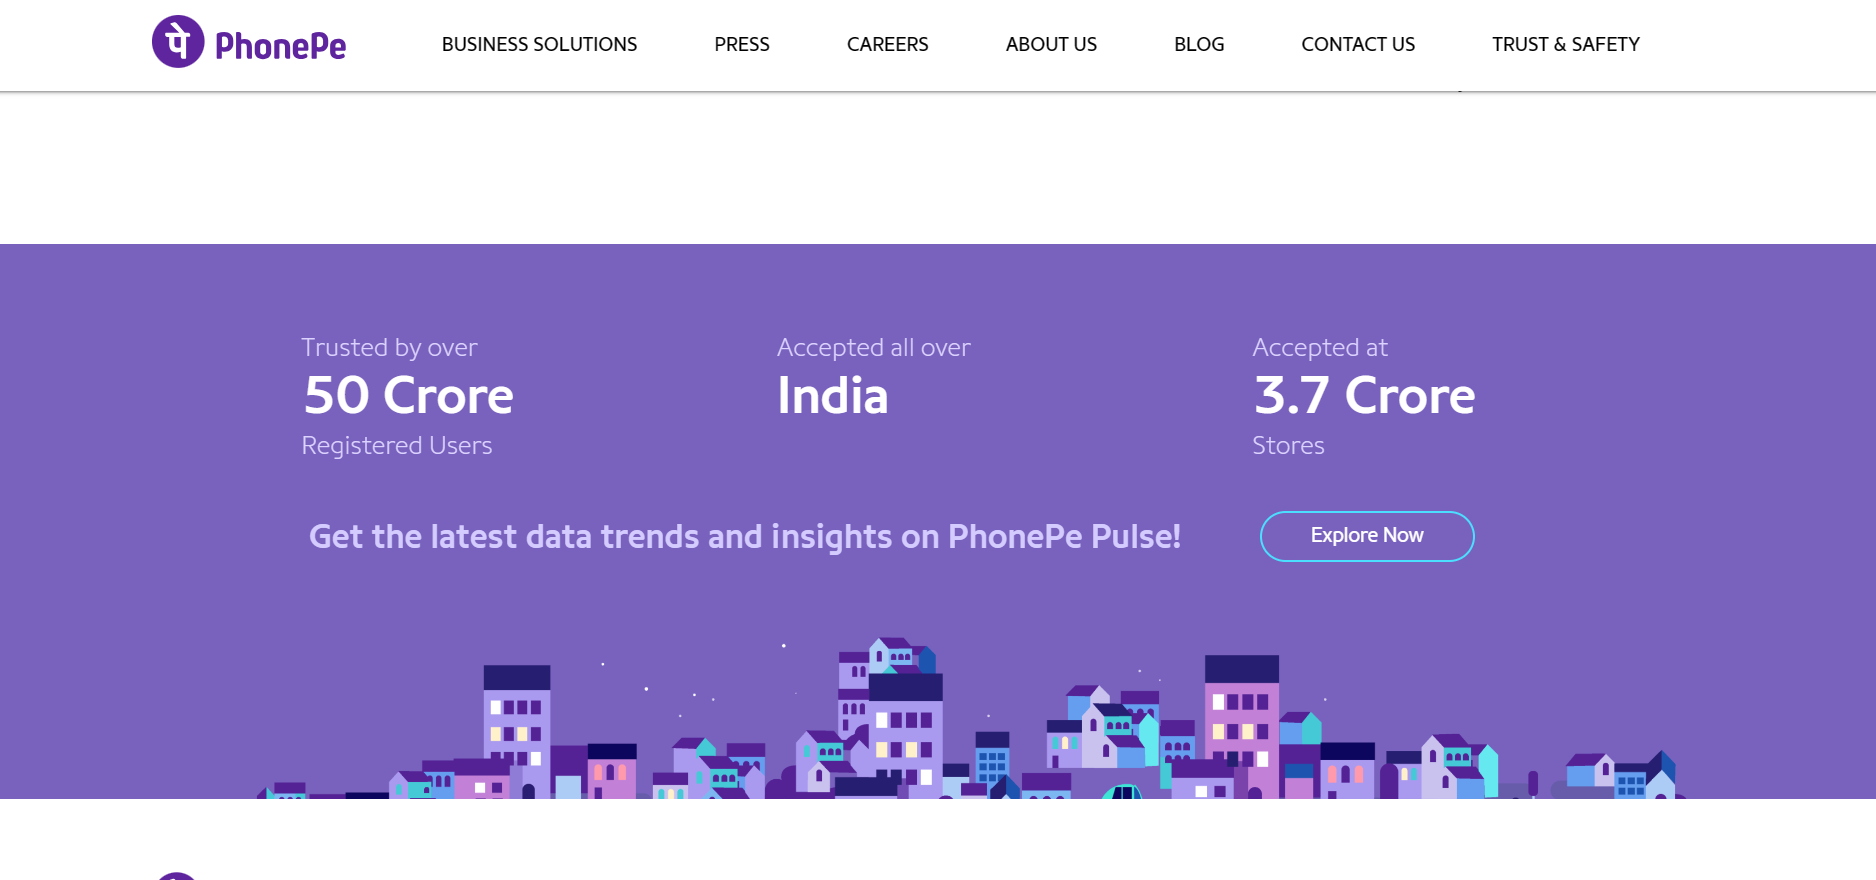 पे PhonePe
BUSINESS SOLUTIONS
PRESS
CAREERS
ABOUT US
BLOG
CONTACT US
TRUST & SAFETY
Trusted by over
50 Crore
Registered Users
Accepted all over
India
Accepted at
3.7 Crore
Stores
Get the latest data trends and insights on PhonePe Pulse!
Explore Now